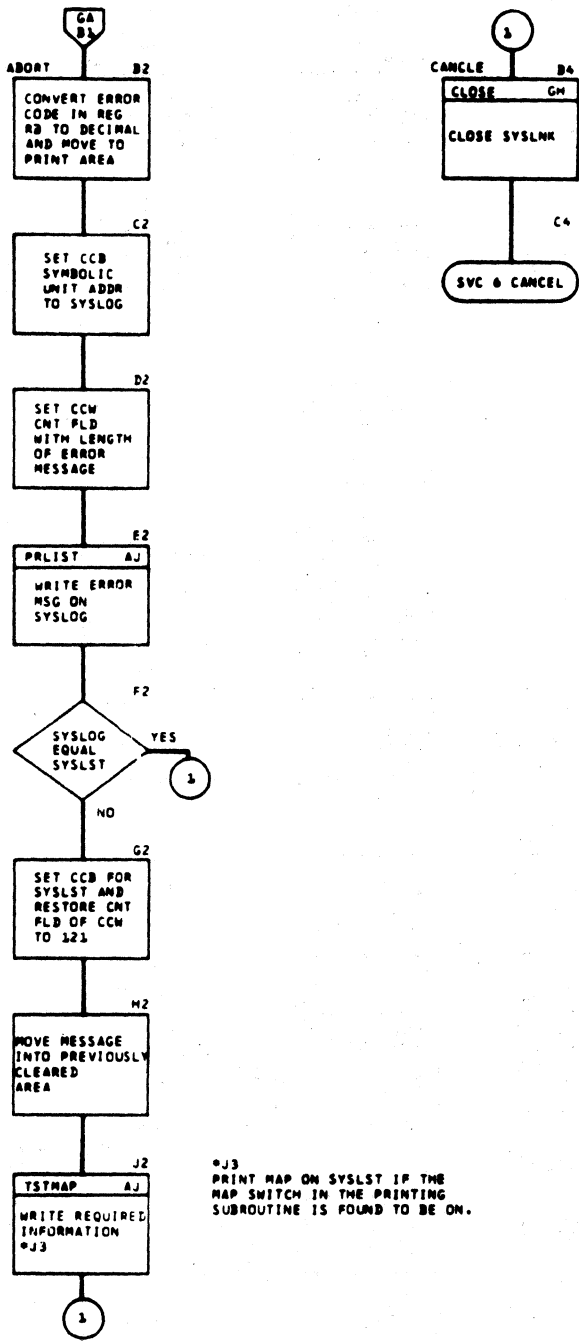 GA
B1
ABORT B2
CONVERT ERROR
CODE IN REG
RB TO DECIMAL
AND MOVE TO
PRINT AREA
C2
SET CCB
SYMBOLIC
UNIT ADDR
TO SYSLOG
D2
SET CCW
CNT FLD
WITH LENGTH
OF ERROR
MESSAGE
E2
PRLIST AJ
WRITE ERROR
MSG ON
SYSLOG
F2
SYSLOG
EQUAL
SYSLST
YES
1
NO
G2
SET CCB FOR
SYSLST AND
RESTORE CNT
FLD OF CCW
TO 121
H2
MOVE MESSAGE
INTO PREVIOUSLY
CLEARED
AREA
J2
TSTMAP AJ
WRITE REQUIRED
INFORMATION
*J3
1
*J3
PRINT MAP ON SYSLST IF THE
MAP SWITCH IN THE PRINTING
SUBROUTINE IS FOUND TO BE ON.
1
CANCLE B4
CLOSE GH
CLOSE SYSLNK
C4
SVC 6 CANCEL